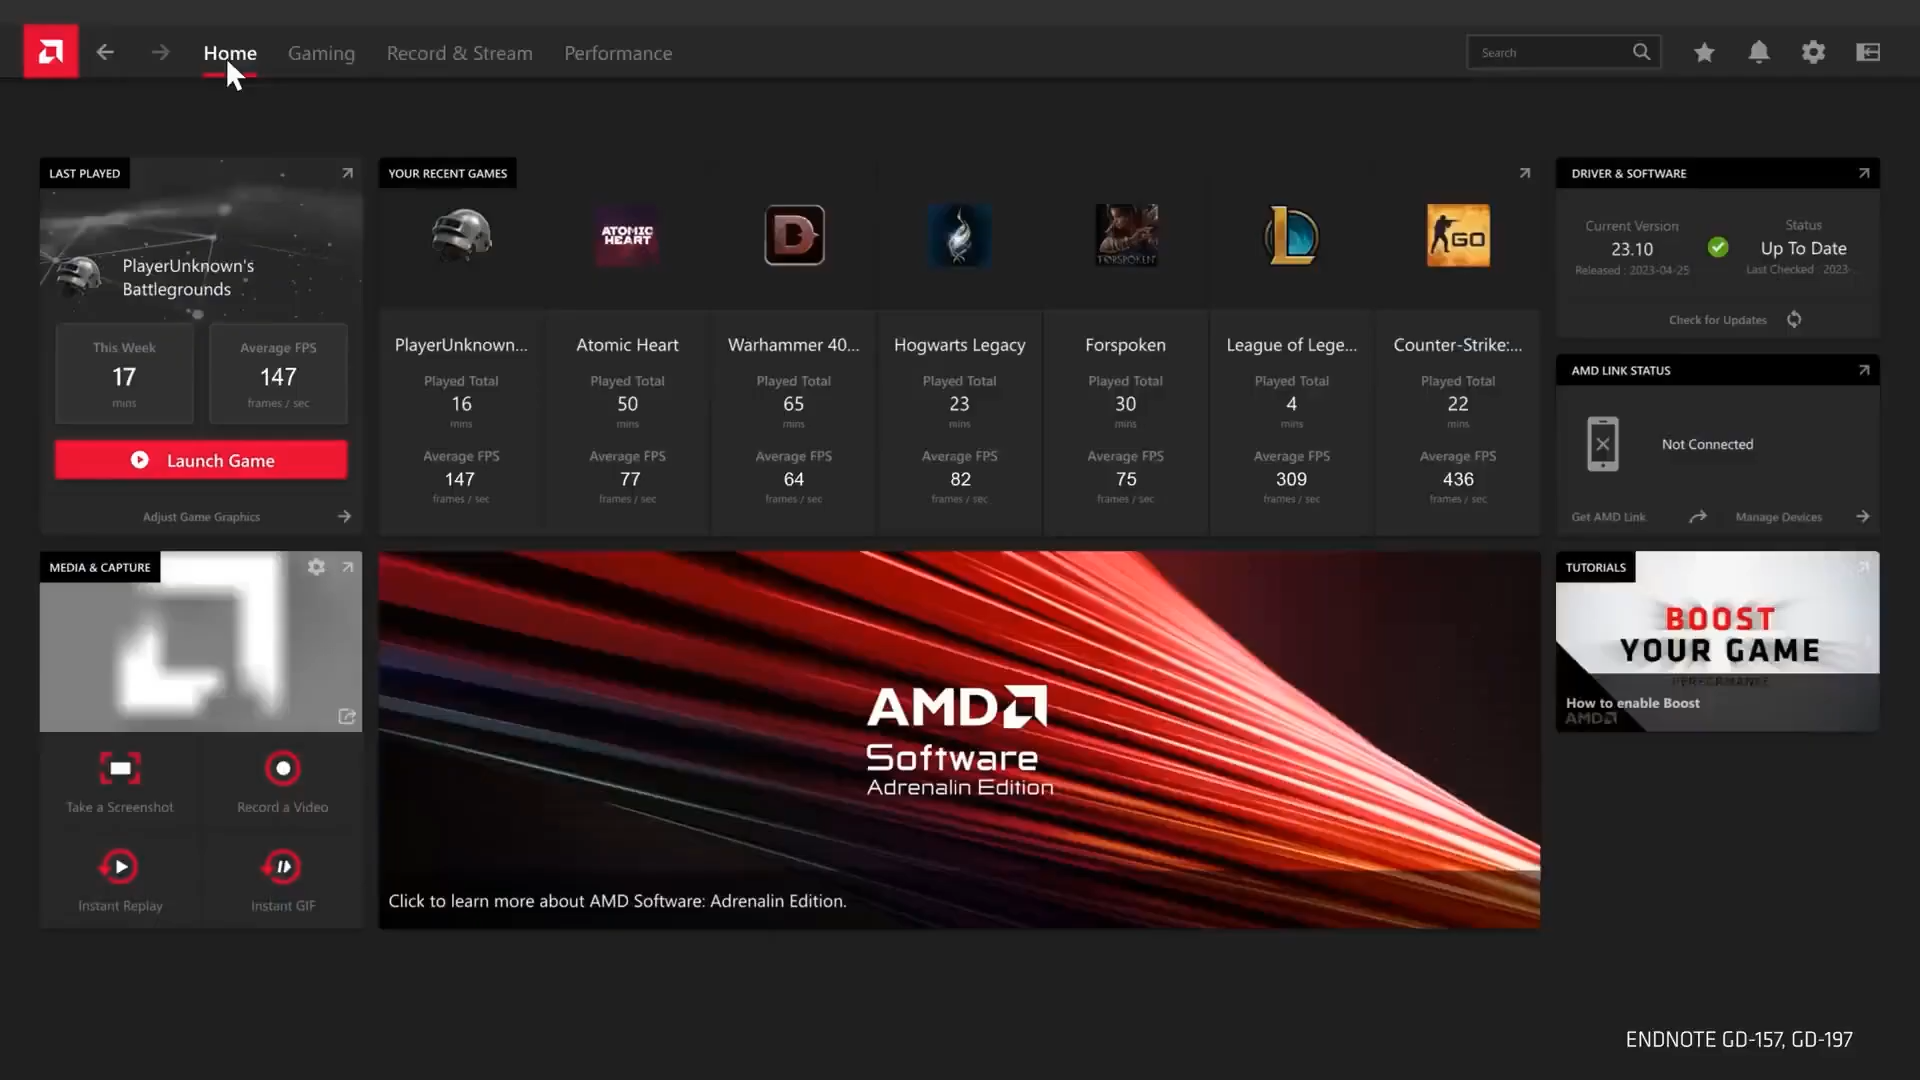 Home
Gaming
Record & Stream
Performance
Search
LAST PLAYED
PlayerUnknown's
Battlegrounds
This Week
17
mins
Average FPS
147
frames / sec
Launch Game
Adjust Game Graphics
YOUR RECENT GAMES
ATOMIC
HEART
D
FORSPOKEN
L
GO
PlayerUnknown...
Played Total
16
mins
Average FPS
147
frames / sec
Atomic Heart
Played Total
50
mins
Average FPS
77
frames / sec
Warhammer 40...
Played Total
65
mins
Average FPS
64
frames / sec
Hogwarts Legacy
Played Total
23
mins
Average FPS
82
frames / sec
Forspoken
Played Total
30
mins
Average FPS
75
frames / sec
League of Lege...
Played Total
4
mins
Average FPS
309
frames / sec
Counter-Strike:...
Played Total
22
mins
Average FPS
436
frames / sec
DRIVER & SOFTWARE
Current Version
23.10
Released : 2023-04-25
Status
Up To Date
Last Checked : 2023-
Check for Updates
AMD LINK STATUS
Not Connected
Get AMD Link
Manage Devices
MEDIA & CAPTURE
Take a Screenshot
Record a Video
Instant Replay
Instant GIF
AMD
Software
Adrenalin Edition
Click to learn more about AMD Software: Adrenalin Edition.
TUTORIALS
BOOST
YOUR GAME
PERFORMANCE
How to enable Boost
AMD
ENDNOTE GD-157, GD-197